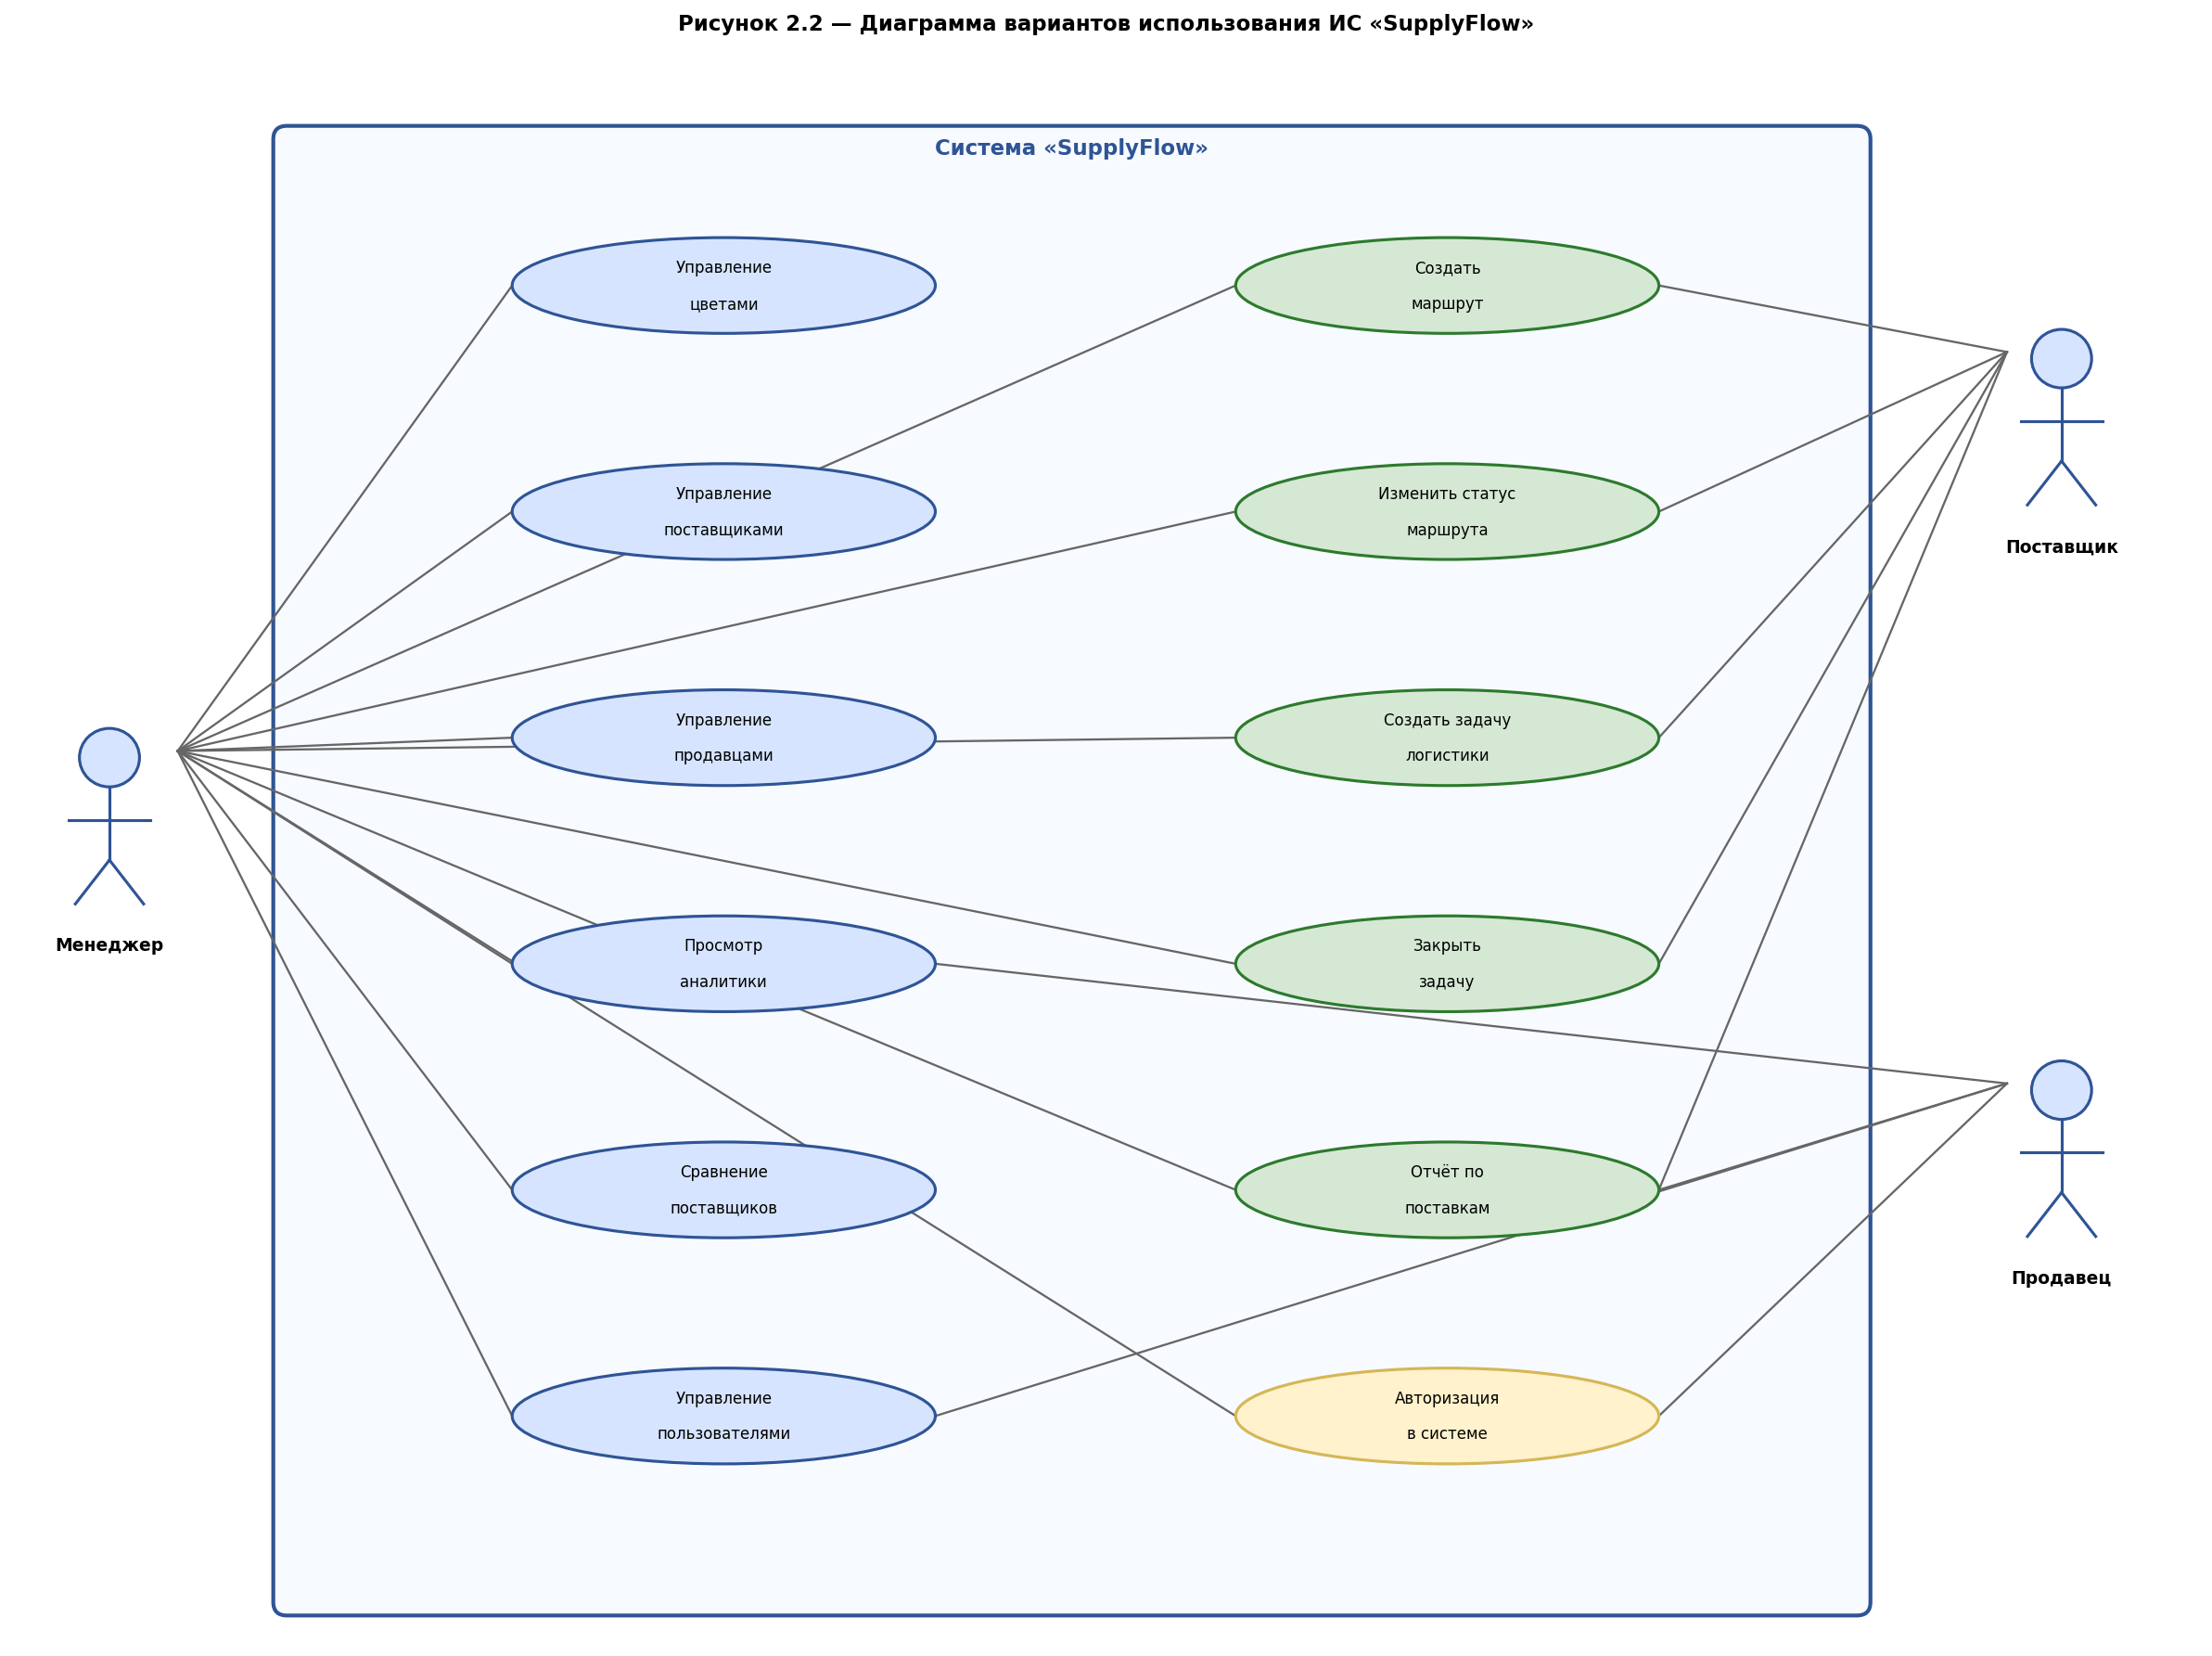 Рисунок 2.2 — Диаграмма вариантов использования ИС «SupplyFlow»
Система «SupplyFlow»
Управление
цветами
Создать
маршрут
Управление
поставщиками
Изменить статус
маршрута
Поставщик
Управление
продавцами
Создать задачу
логистики
Менеджер
Просмотр
аналитики
Закрыть
задачу
Сравнение
поставщиков
Отчёт по
поставкам
Продавец
Управление
пользователями
Авторизация
в системе